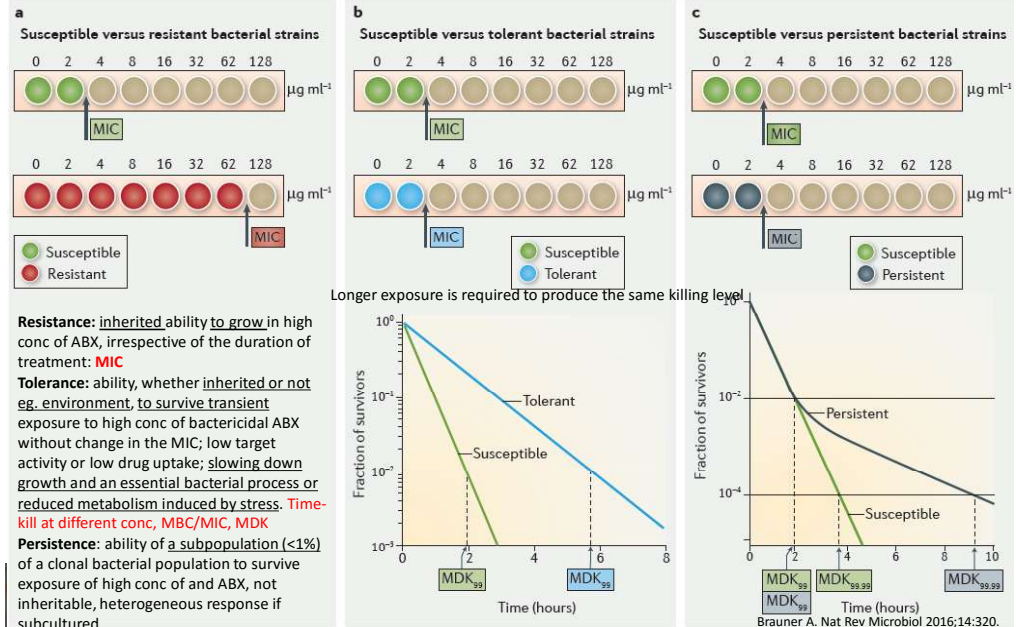 a
Susceptible versus resistant bacterial strains
0 2 4 8 16 32 62 128
µg ml⁻¹
MIC
0 2 4 8 16 32 62 128
µg ml⁻¹
MIC
Susceptible
Resistant
Resistance: inherited ability to grow in high
conc of ABX, irrespective of the duration of
treatment: MIC
Tolerance: ability, whether inherited or not
eg. environment, to survive transient
exposure to high conc of bactericidal ABX
without change in the MIC; low target
activity or low drug uptake; slowing down
growth and an essential bacterial process or
reduced metabolism induced by stress. Time-
kill at different conc, MBC/MIC, MDK
Persistence: ability of a subpopulation (<1%)
of a clonal bacterial population to survive
exposure of high conc of and ABX, not
inheritable, heterogeneous response if
subcultured
b
Susceptible versus tolerant bacterial strains
0 2 4 8 16 32 62 128
µg ml⁻¹
MIC
0 2 4 8 16 32 62 128
µg ml⁻¹
MIC
Susceptible
Tolerant
Longer exposure is required to produce the same killing level
Fraction of survivors
10⁰
10⁻¹
10⁻²
10⁻³
Tolerant
Susceptible
0 2 4 6 8
MDK₉₉ MDK₉₉
Time (hours)
c
Susceptible versus persistent bacterial strains
0 2 4 8 16 32 62 128
µg ml⁻¹
MIC
0 2 4 8 16 32 62 128
µg ml⁻¹
MIC
Susceptible
Persistent
Fraction of survivors
10⁰
10⁻²
10⁻⁴
Persistent
Susceptible
0 2 4 6 8 10
MDK₉₉ MDK₉₉.₉₉ MDK₉₉.₉₉
MDK₉₉
Time (hours)
Brauner A. Nat Rev Microbiol 2016;14:320.